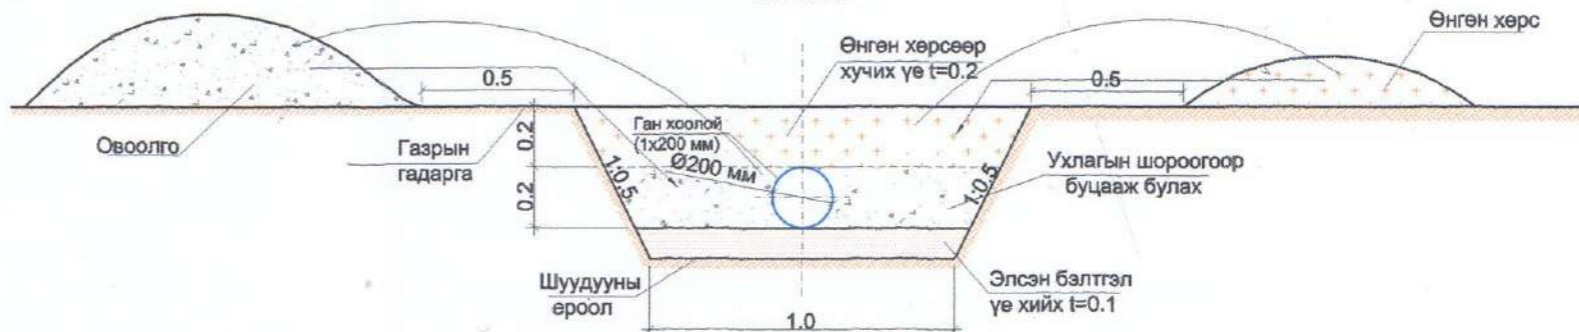 Өнгөн хөрс
Өнгөн хөрсөөр
хучих үе t=0.2
0.5
0.5
Овоолго
Газрын
гадарга
0.2
0.2
Ган хоолой
(1x200 мм)
Ø200 мм
1:0.5
1:0.5
Ухлагын шороогоор
буцааж булах
Шуудууны
ёроол
1.0
Элсэн бэлтгэл
үе хийх t=0.1